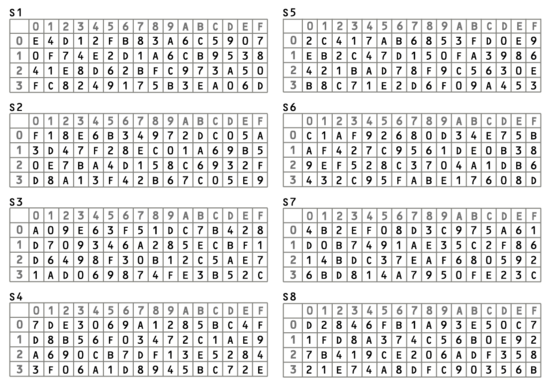 S1
0 1 2 3 4 5 6 7 8 9 A B C D E F
0 E 4 D 1 2 F B 8 3 A 6 C 5 9 0 7
1 0 F 7 4 E 2 D 1 A 6 C B 9 5 3 8
2 4 1 E 8 D 6 2 B F C 9 7 3 A 5 0
3 F C 8 2 4 9 1 7 5 B 3 E A 0 6 D
S2
0 1 2 3 4 5 6 7 8 9 A B C D E F
0 F 1 8 E 6 B 3 4 9 7 2 D C 0 5 A
1 3 D 4 7 F 2 8 E C 0 1 A 6 9 B 5
2 0 E 7 B A 4 D 1 5 8 C 6 9 3 2 F
3 D 8 A 1 3 F 4 2 B 6 7 C 0 5 E 9
S3
0 1 2 3 4 5 6 7 8 9 A B C D E F
0 A 0 9 E 6 3 F 5 1 D C 7 B 4 2 8
1 D 7 0 9 3 4 6 A 2 8 5 E C B F 1
2 D 6 4 9 8 F 3 0 B 1 2 C 5 A E 7
3 1 A D 0 6 9 8 7 4 F E 3 B 5 2 C
S4
0 1 2 3 4 5 6 7 8 9 A B C D E F
0 7 D E 3 0 6 9 A 1 2 8 5 B C 4 F
1 D 8 B 5 6 F 0 3 4 7 2 C 1 A E 9
2 A 6 9 0 C B 7 D F 1 3 E 5 2 8 4
3 3 F 0 6 A 1 D 8 9 4 5 B C 7 2 E
S5
0 1 2 3 4 5 6 7 8 9 A B C D E F
0 2 C 4 1 7 A B 6 8 5 3 F D 0 E 9
1 E B 2 C 4 7 D 1 5 0 F A 3 9 8 6
2 4 2 1 B A D 7 8 F 9 C 5 6 3 0 E
3 B 8 C 7 1 E 2 D 6 F 0 9 A 4 5 3
S6
0 1 2 3 4 5 6 7 8 9 A B C D E F
0 C 1 A F 9 2 6 8 0 D 3 4 E 7 5 B
1 A F 4 2 7 C 9 5 6 1 D E 0 B 3 8
2 9 E F 5 2 8 C 3 7 0 4 A 1 D B 6
3 4 3 2 C 9 5 F A B E 1 7 6 0 8 D
S7
0 1 2 3 4 5 6 7 8 9 A B C D E F
0 4 B 2 E F 0 8 D 3 C 9 7 5 A 6 1
1 D 0 B 7 4 9 1 A E 3 5 C 2 F 8 6
2 1 4 B D C 3 7 E A F 6 8 0 5 9 2
3 6 B D 8 1 4 A 7 9 5 0 F E 2 3 C
S8
0 1 2 3 4 5 6 7 8 9 A B C D E F
0 D 2 8 4 6 F B 1 A 9 3 E 5 0 C 7
1 1 F D 8 A 3 7 4 C 5 6 B 0 E 9 2
2 7 B 4 1 9 C E 2 0 6 A D F 3 5 8
3 2 1 E 7 4 A 8 D F C 9 0 3 5 6 B